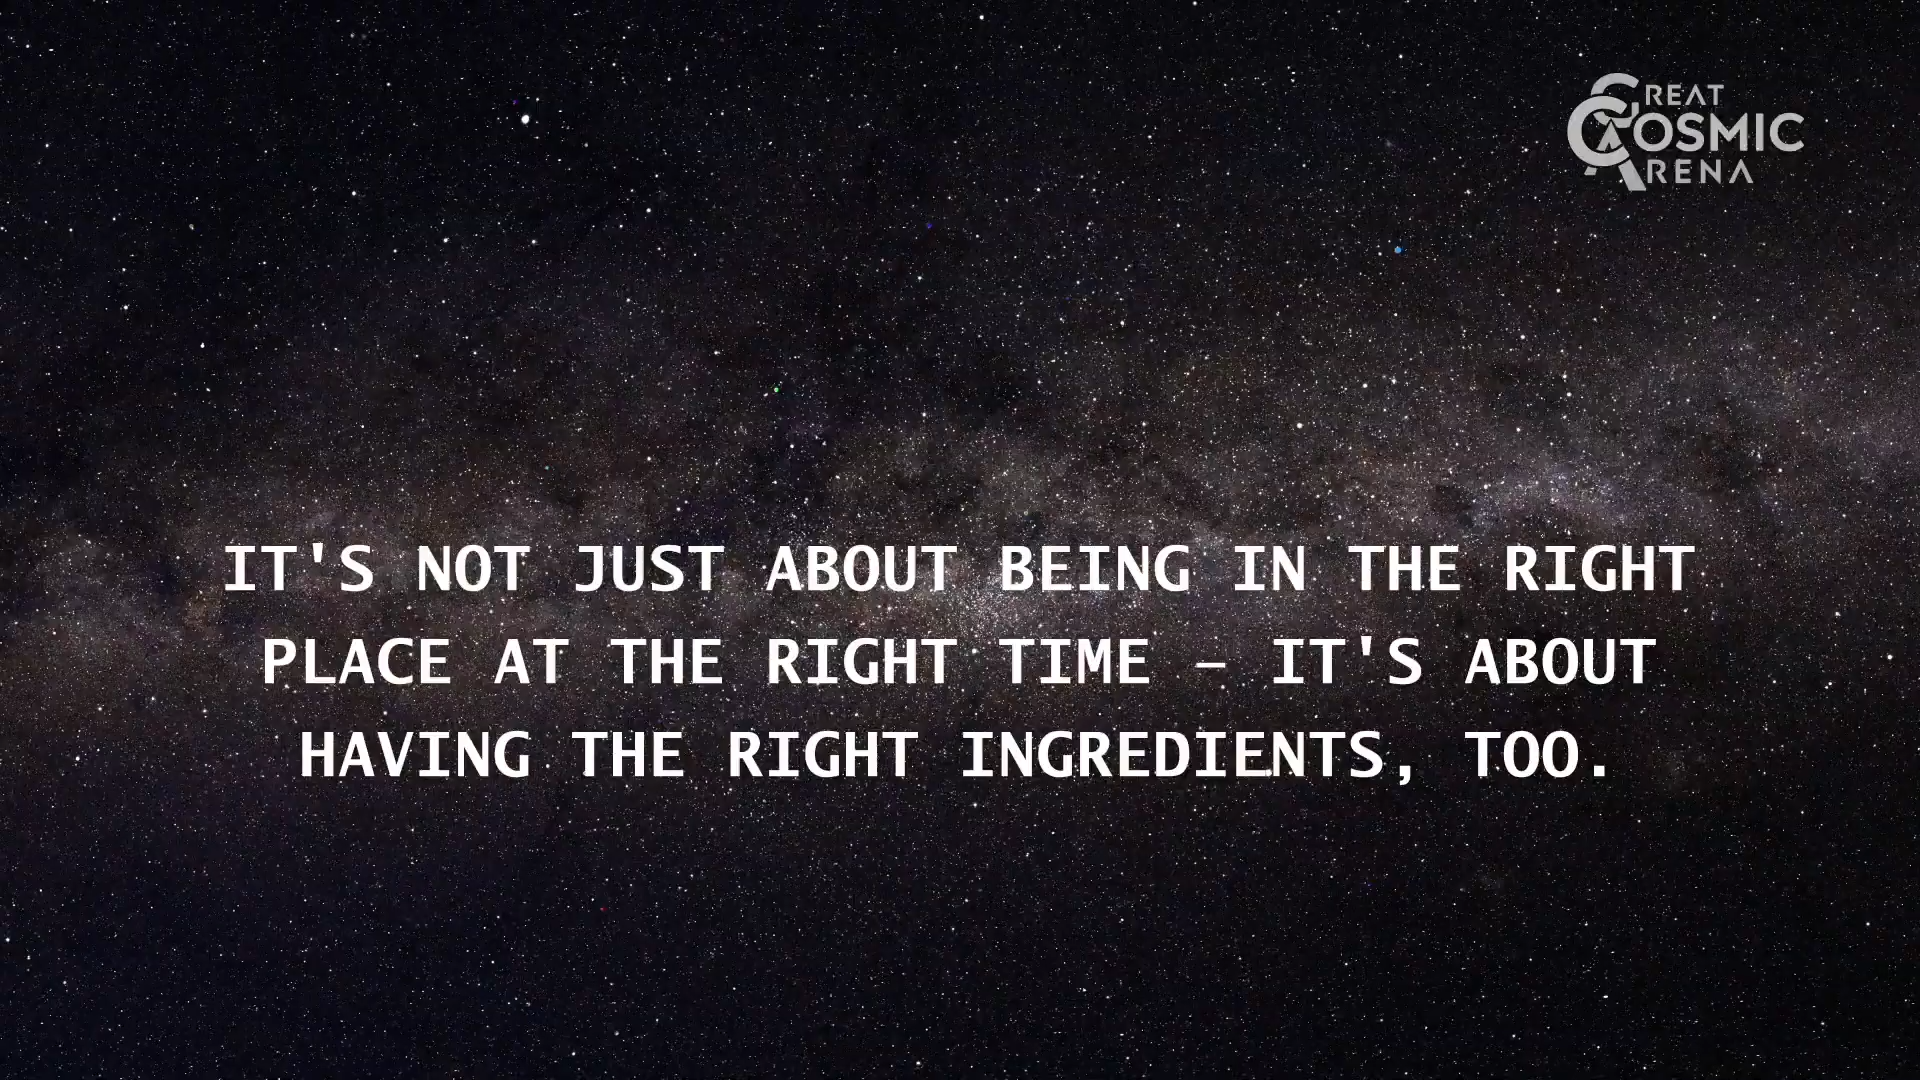 GREAT
COSMIC
ARENA
IT'S NOT JUST ABOUT BEING IN THE RIGHT
PLACE AT THE RIGHT TIME – IT'S ABOUT
HAVING THE RIGHT INGREDIENTS, TOO.